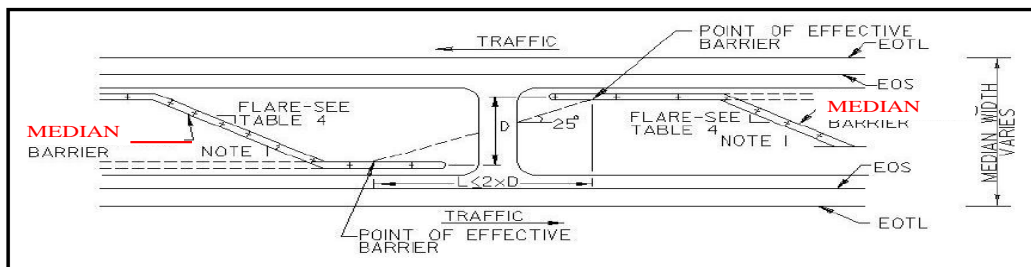 TRAFFIC
POINT OF EFFECTIVE
BARRIER
EOTL
EOS
FLARE-SEE
TABLE 4
MEDIAN
BARRIER
NOTE 1
D
25°
FLARE-SEE
TABLE 4
NOTE 1
MEDIAN
BARRIER
MEDIAN WIDTH
VARIES
L≤2×D
EOS
TRAFFIC
EOTL
POINT OF EFFECTIVE
BARRIER